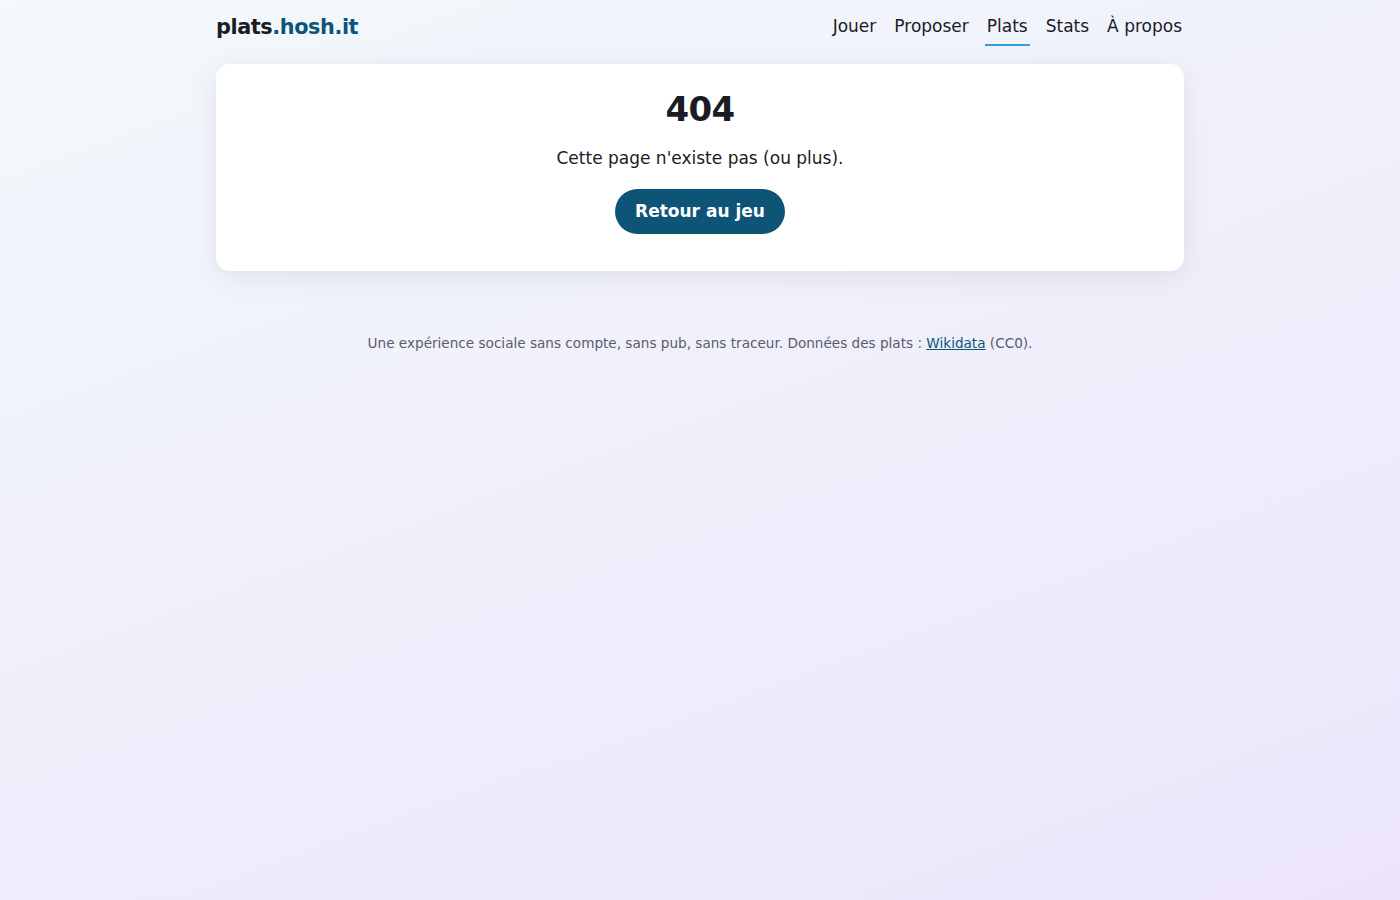 plats.hosh.it
Jouer Proposer Plats Stats À propos
404
Cette page n'existe pas (ou plus).
Retour au jeu
Une expérience sociale sans compte, sans pub, sans traceur. Données des plats : Wikidata (CC0).